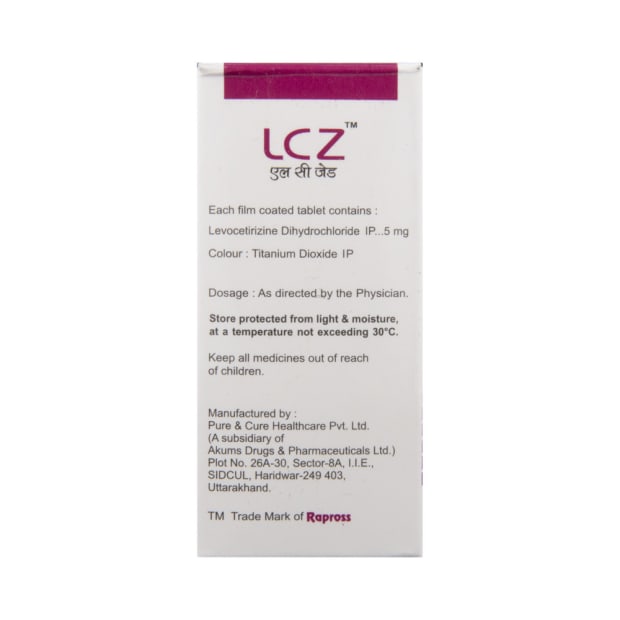 LCZ™
एल सी जेड
Each film coated tablet contains :
Levocetirizine Dihydrochloride IP...5 mg
Colour : Titanium Dioxide IP
Dosage : As directed by the Physician.
Store protected from light & moisture,
at a temperature not exceeding 30°C.
Keep all medicines out of reach
of children.
Manufactured by :
Pure & Cure Healthcare Pvt. Ltd.
(A subsidiary of
Akums Drugs & Pharmaceuticals Ltd.)
Plot No. 26A-30, Sector-8A, I.I.E.,
SIDCUL, Haridwar-249 403,
Uttarakhand.
TM Trade Mark of Rapross